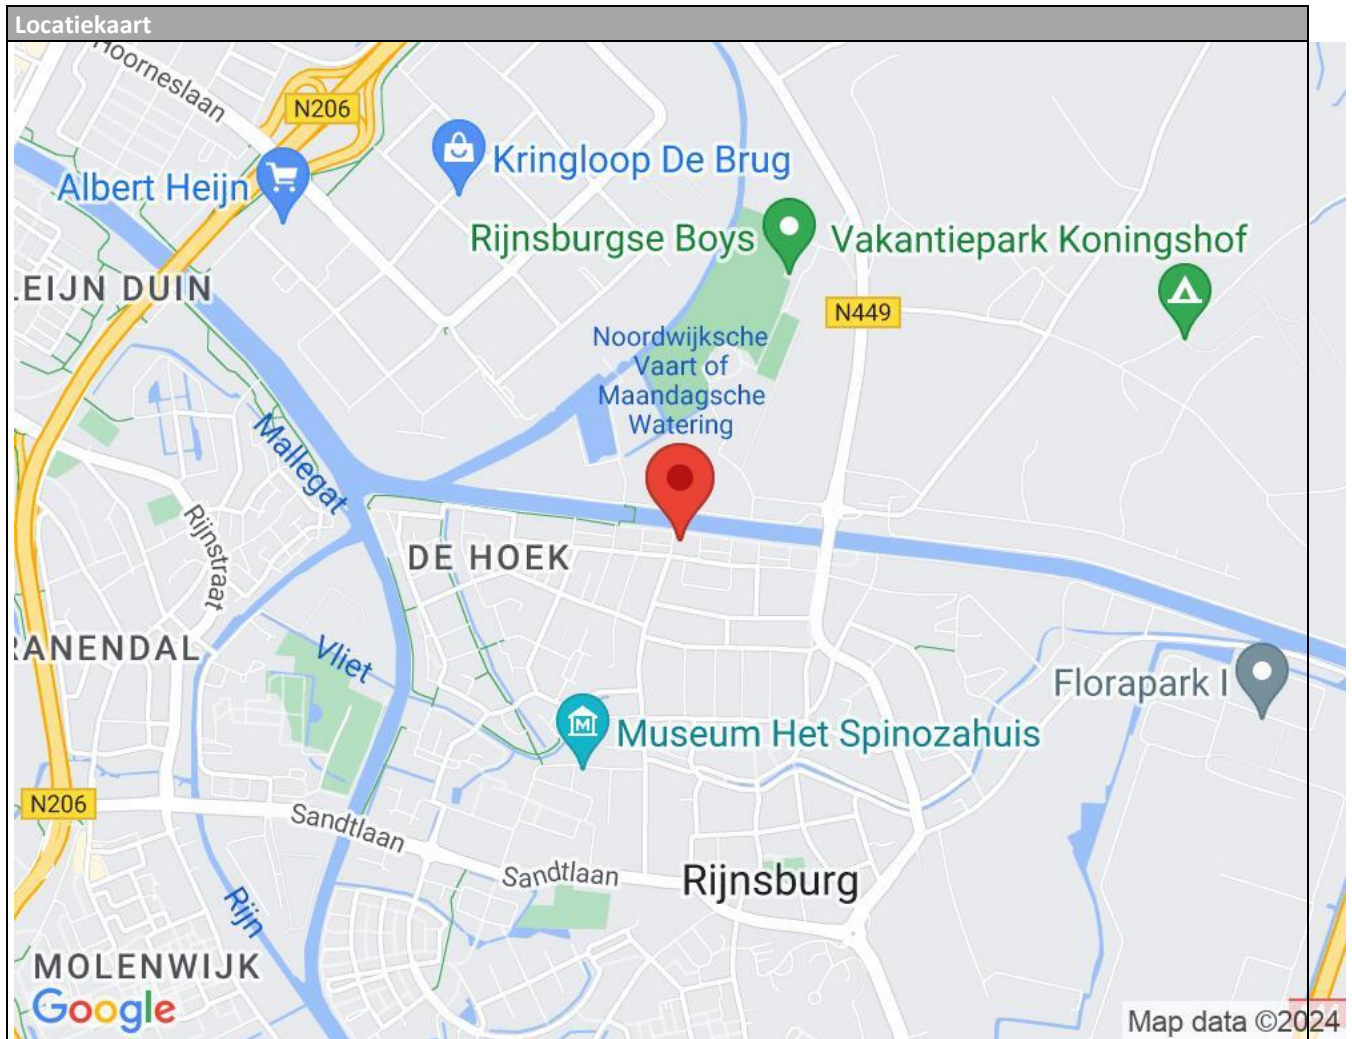 Locatiekaart
Hoorneslaan
N206
Kringloop De Brug
Albert Heijn
Rijnsburgse Boys
Vakantiepark Koningshof
EIJN DUIN
N449
Noordwijksche
Vaart of
Maandagsche
Watering
Mallegat
Rijnstraat
DE HOEK
RANENDAL
Vliet
Florapark I
Museum Het Spinozahuis
N206
Sandtlaan
Sandtlaan
Rijnsburg
Rijn
MOLENWIJK
Google
Map data ©2024